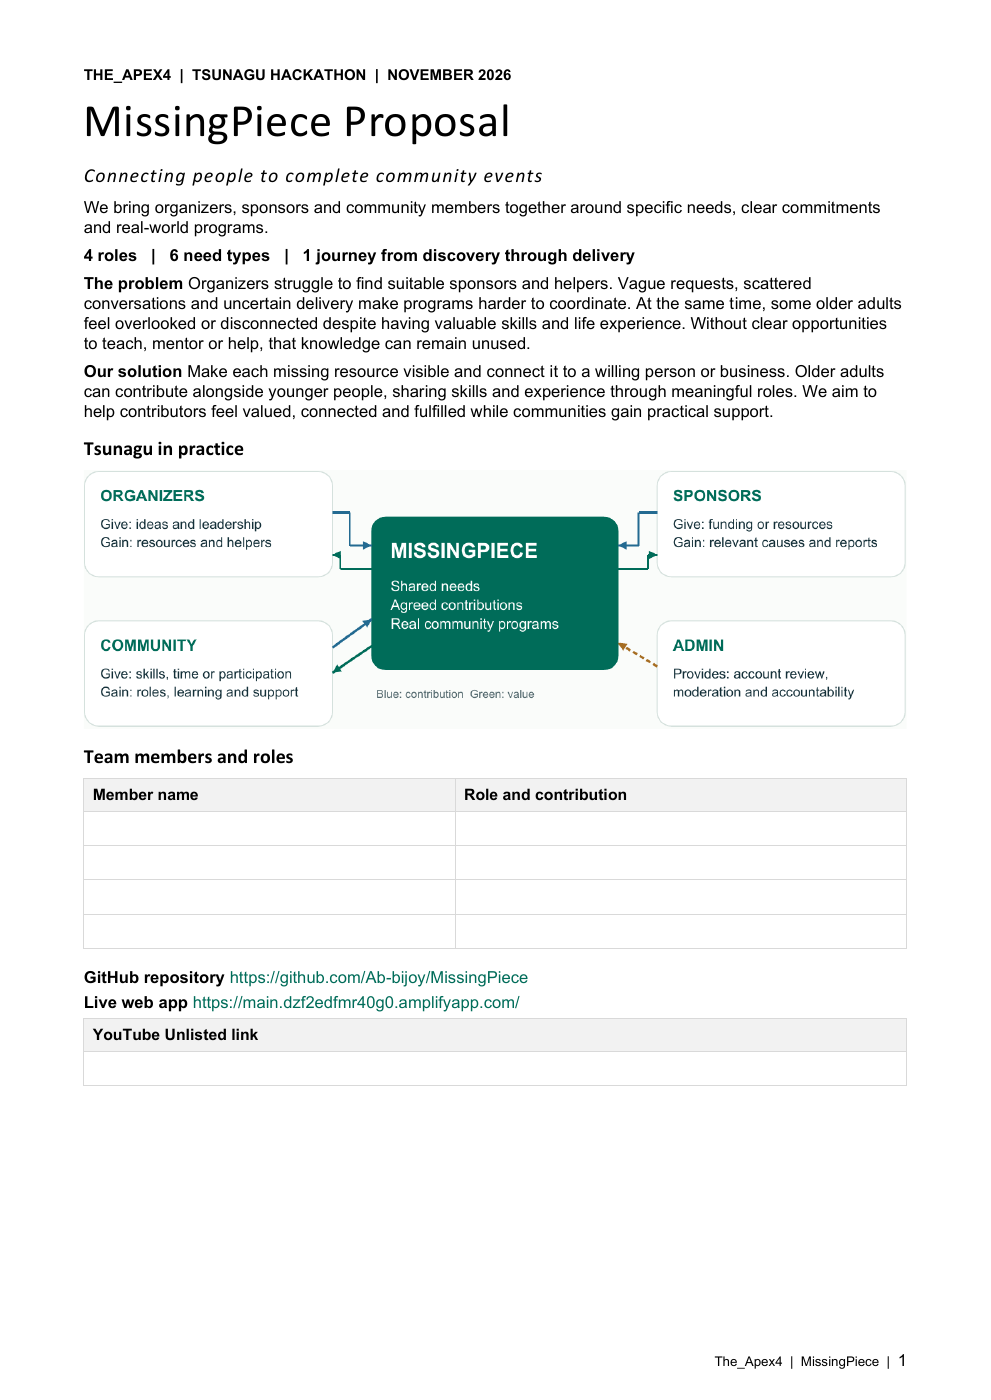 THE_APEX4 | TSUNAGU HACKATHON | NOVEMBER 2026
MissingPiece Proposal
Connecting people to complete community events
We bring organizers, sponsors and community members together around specific needs, clear commitments
and real-world programs.
4 roles | 6 need types | 1 journey from discovery through delivery
The problem Organizers struggle to find suitable sponsors and helpers. Vague requests, scattered
conversations and uncertain delivery make programs harder to coordinate. At the same time, some older adults
feel overlooked or disconnected despite having valuable skills and life experience. Without clear opportunities
to teach, mentor or help, that knowledge can remain unused.
Our solution Make each missing resource visible and connect it to a willing person or business. Older adults
can contribute alongside younger people, sharing skills and experience through meaningful roles. We aim to
help contributors feel valued, connected and fulfilled while communities gain practical support.
Tsunagu in practice
ORGANIZERS
Give: ideas and leadership
Gain: resources and helpers
SPONSORS
Give: funding or resources
Gain: relevant causes and reports
MISSINGPIECE
Shared needs
Agreed contributions
Real community programs
COMMUNITY
Give: skills, time or participation
Gain: roles, learning and support
ADMIN
Provides: account review,
moderation and accountability
Blue: contribution Green: value
Team members and roles
Member name
Role and contribution
GitHub repository https://github.com/Ab-bijoy/MissingPiece
Live web app https://main.dzf2edfmr40g0.amplifyapp.com/
YouTube Unlisted link
The_Apex4 | MissingPiece | 1